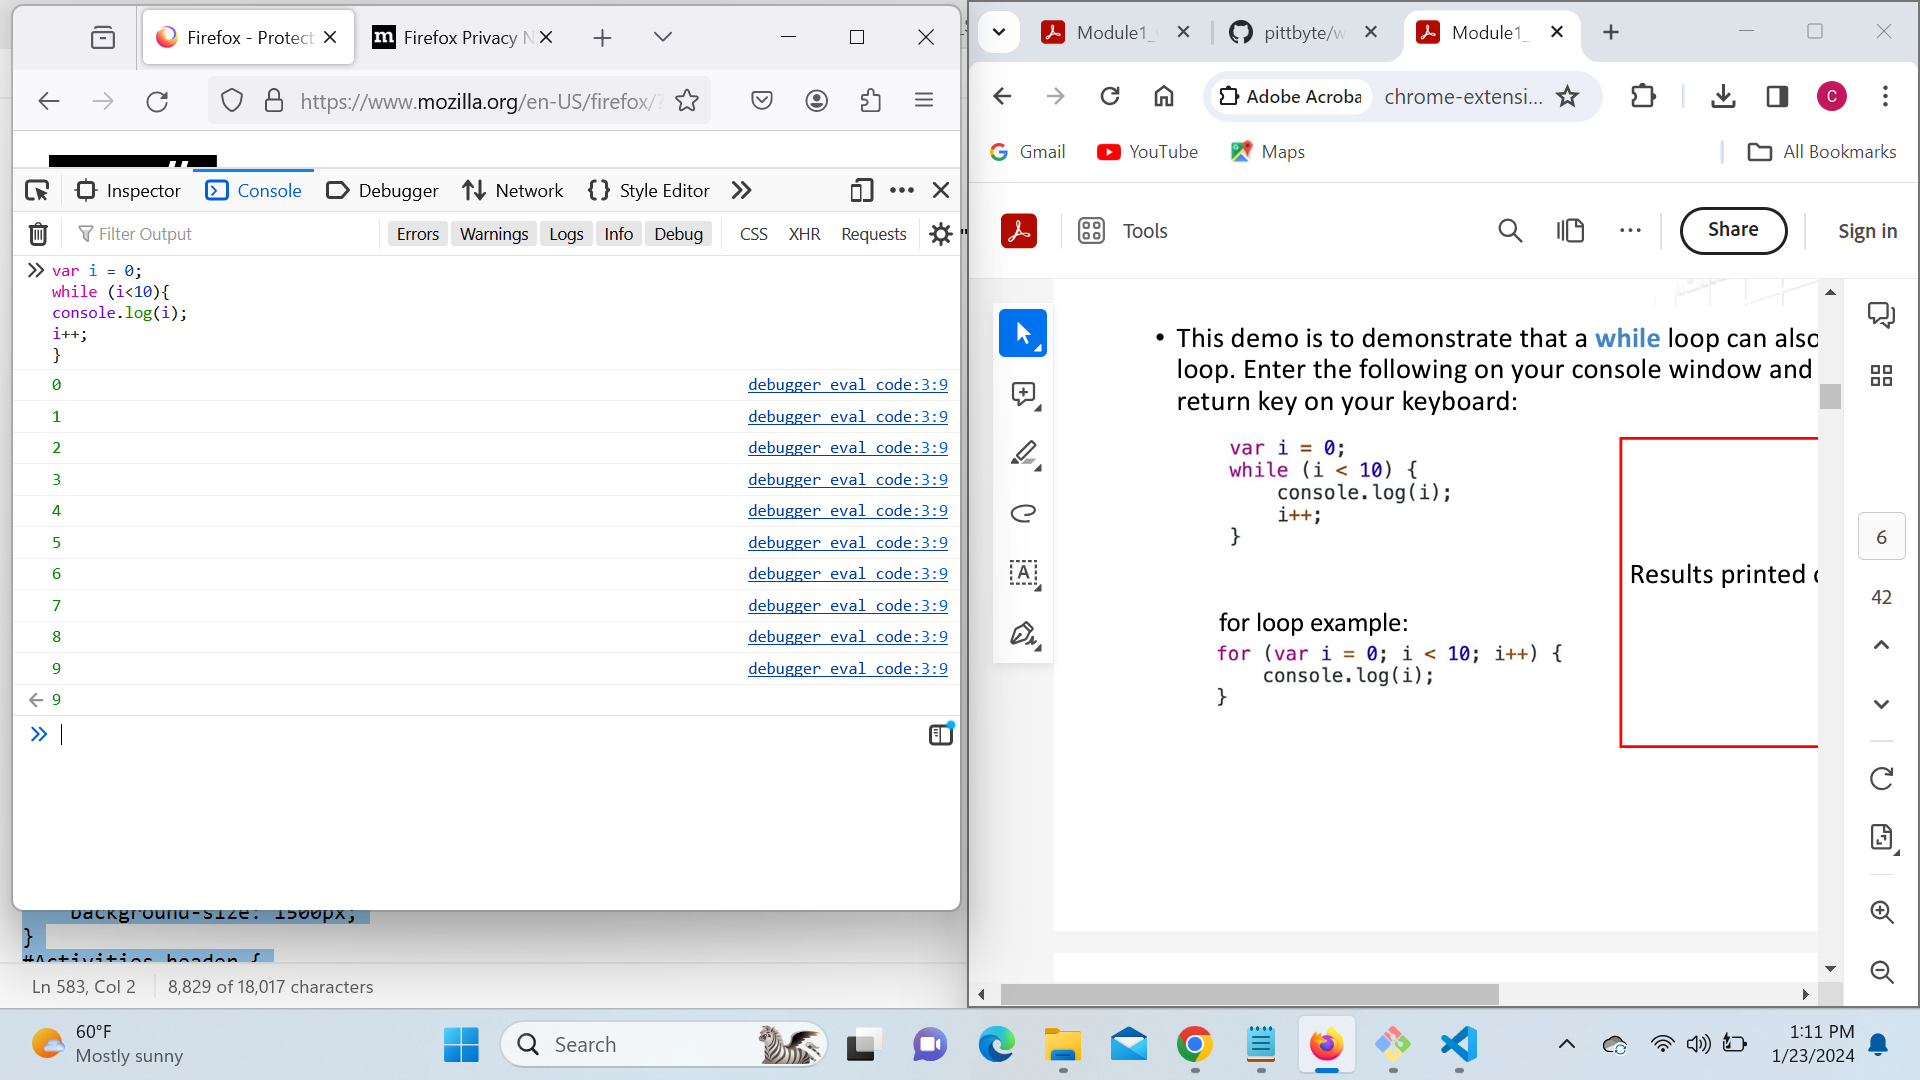 Firefox - Protect
Firefox Privacy N
https://www.mozilla.org/en-US/firefox/?
Inspector
Console
Debugger
Network
Style Editor
Filter Output
Errors
Warnings
Logs
Info
Debug
CSS
XHR
Requests
var i = 0;
while (i<10){
console.log(i);
i++;
}
0 debugger eval code:3:9
1 debugger eval code:3:9
2 debugger eval code:3:9
3 debugger eval code:3:9
4 debugger eval code:3:9
5 debugger eval code:3:9
6 debugger eval code:3:9
7 debugger eval code:3:9
8 debugger eval code:3:9
9 debugger eval code:3:9
9
background-size: 1500px;
}
#Activities header {
Ln 583, Col 2
8,829 of 18,017 characters
Module1_
pittbyte/w
Module1_
Adobe Acroba
chrome-extensi...
C
Gmail
YouTube
Maps
All Bookmarks
Tools
Share
Sign in
• This demo is to demonstrate that a while loop can also
loop. Enter the following on your console window and
return key on your keyboard:
var i = 0;
while (i < 10) {
console.log(i);
i++;
}
Results printed
for loop example:
for (var i = 0; i < 10; i++) {
console.log(i);
}
6
42
60°F
Mostly sunny
Search
1:11 PM
1/23/2024